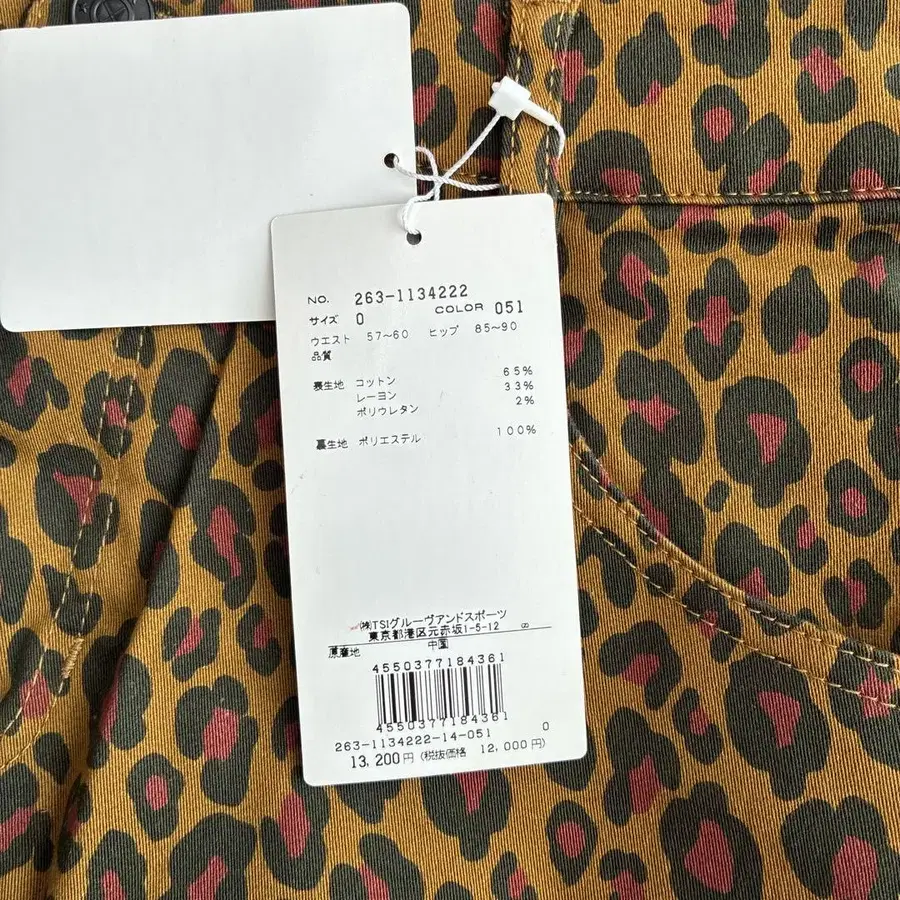 NO. 263-1134222
サイズ 0 COLOR 051
ウエスト 57〜60 ヒップ 85〜90
品質
表生地 コットン 65%
レーヨン 33%
ポリウレタン 2%
裏生地 ポリエステル 100%
㈱TSIグルーヴアンドスポーツ
東京都港区元赤坂1-5-12 ∞
原産地 中国
4550377184361
4550377184361
263-1134222-14-051 0
13,200円 (税抜価格 12,000円)